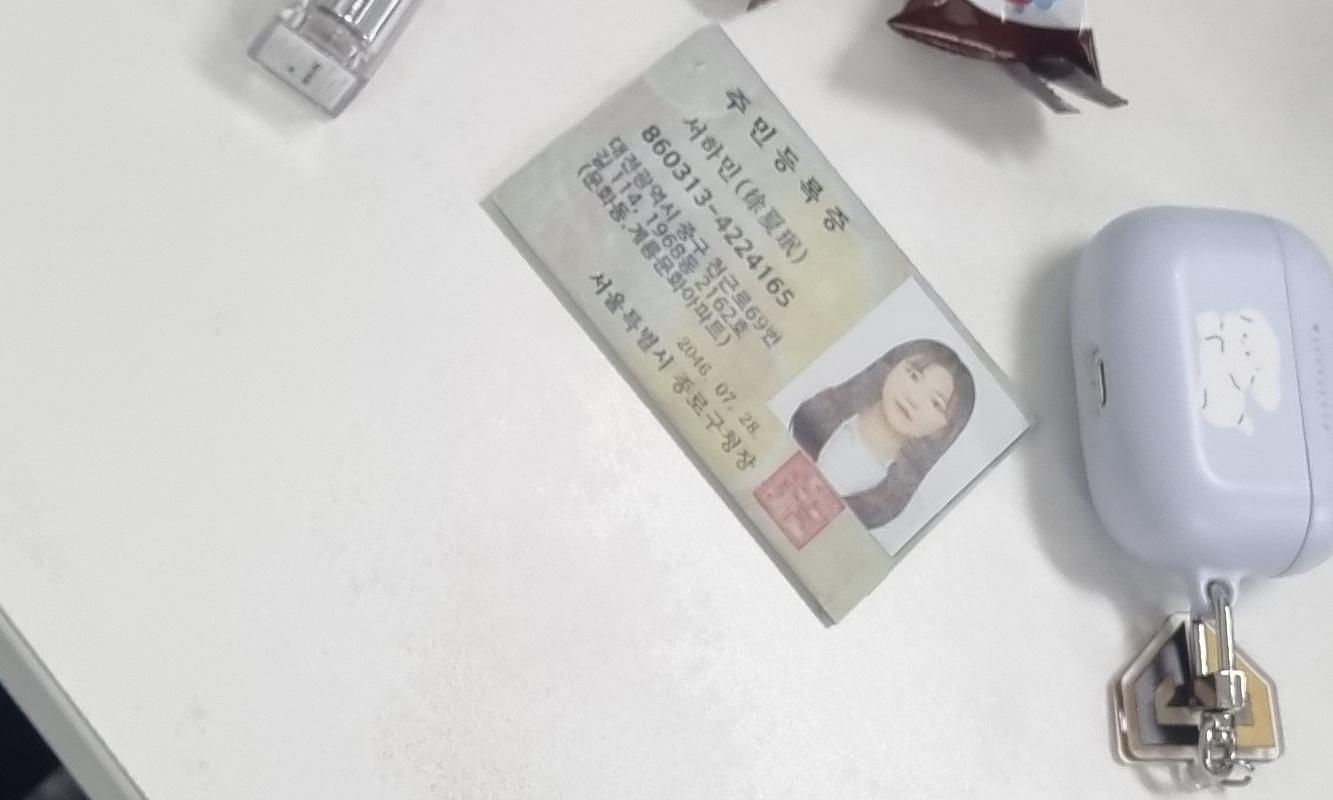 주민등록증
서하민(徐夏珉)
860313-4224165
대전광역시 중구 천근로69번
길 114, 1968동 2162호
(문화동,계룡문화아파트)
2046. 07. 28.
서울특별시 종로구청장